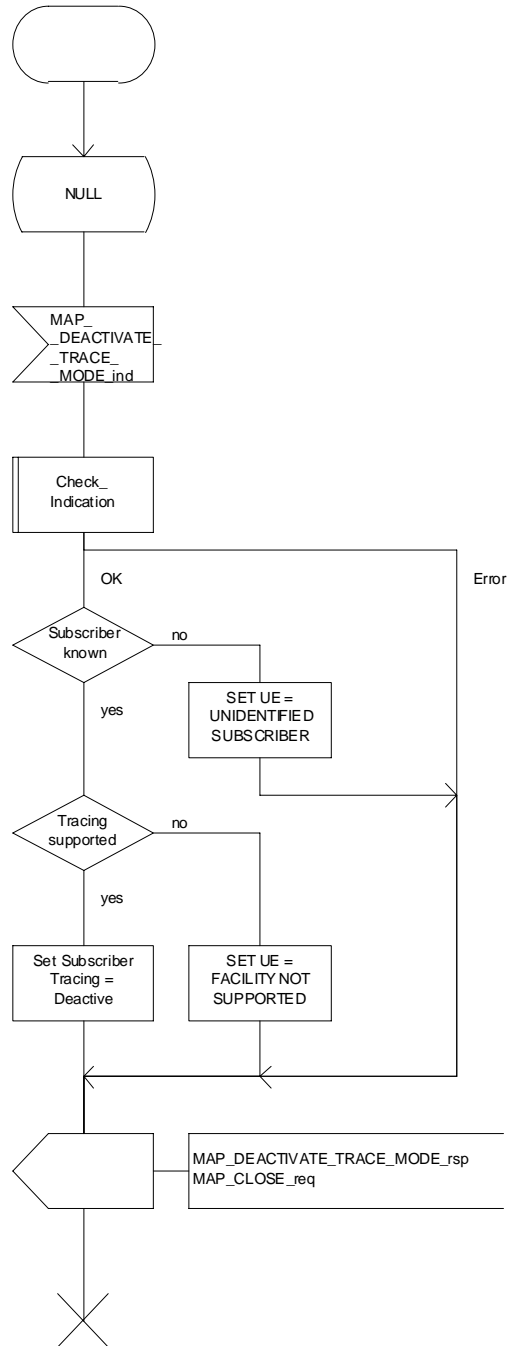 NULL
MAP_
_DEACTIVATE_
_TRACE_
_MODE_ind
Check_
Indication
OK
Error
Subscriber
known
no
yes
SET UE =
UNIDENTIFIED
SUBSCRIBER
Tracing
supported
no
yes
Set Subscriber
Tracing =
Deactive
SET UE =
FACILITY NOT
SUPPORTED
MAP_DEACTIVATE_TRACE_MODE_rsp
MAP_CLOSE_req